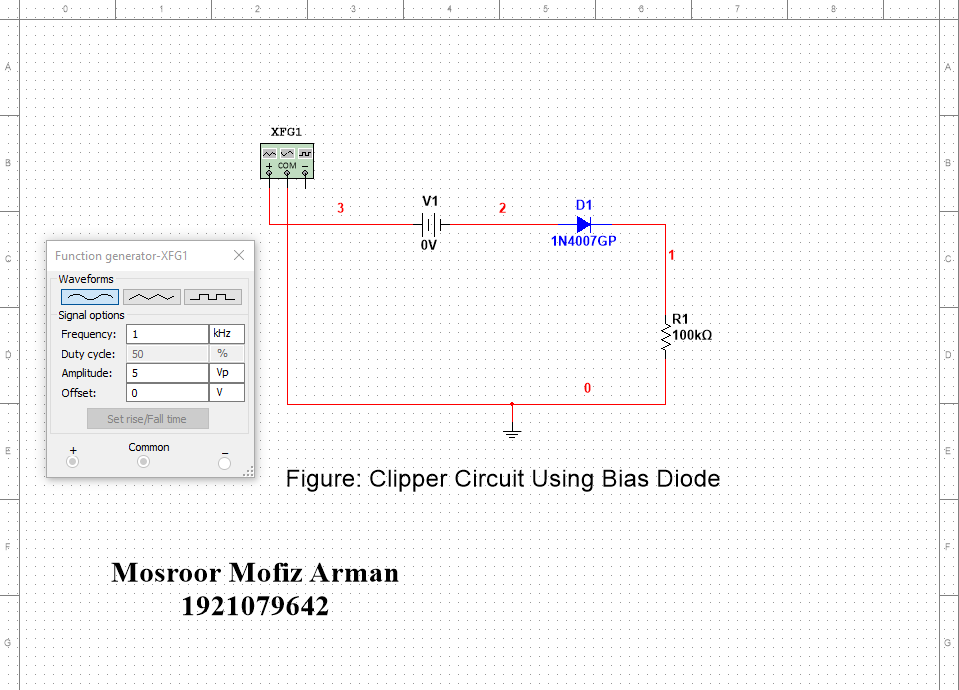 0 1 2 3 4 5 6 7 8
A A
B B
C C
D D
E E
F F
G G
XFG1
+ COM −
3
V1
0V
2
D1
1N4007GP
1
R1
100kΩ
0
Function generator-XFG1
Waveforms
Signal options
Frequency: 1 kHz
Duty cycle: 50 %
Amplitude: 5 Vp
Offset: 0 V
Set rise/Fall time
+ Common −
Figure: Clipper Circuit Using Bias Diode
Mosroor Mofiz Arman
1921079642